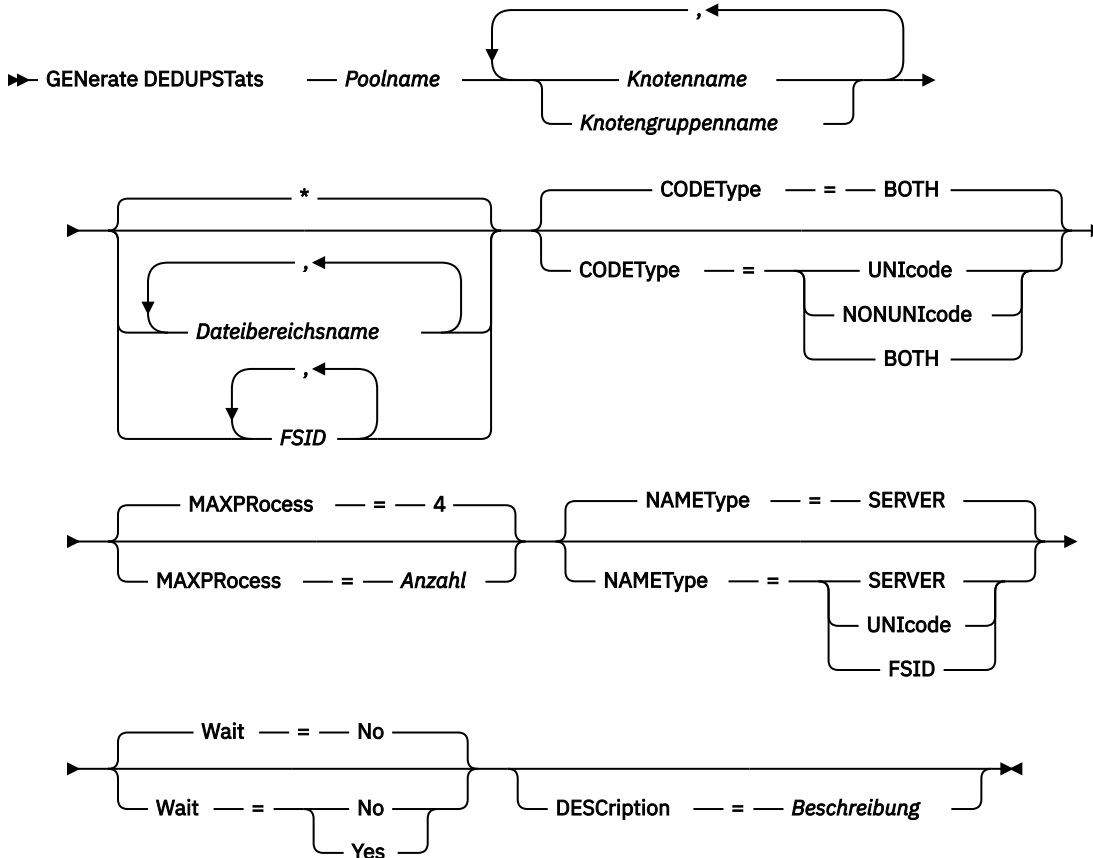 ,
GENerate DEDUPSTats Poolname Knotenname
Knotengruppenname
*
,
Dateibereichsname
,
FSID
CODEType = BOTH
CODEType = UNIcode
NONUNIcode
BOTH
MAXPRocess = 4
MAXPRocess = Anzahl
NAMEType = SERVER
NAMEType = SERVER
UNIcode
FSID
Wait = No
Wait = No
Yes
DESCription = Beschreibung